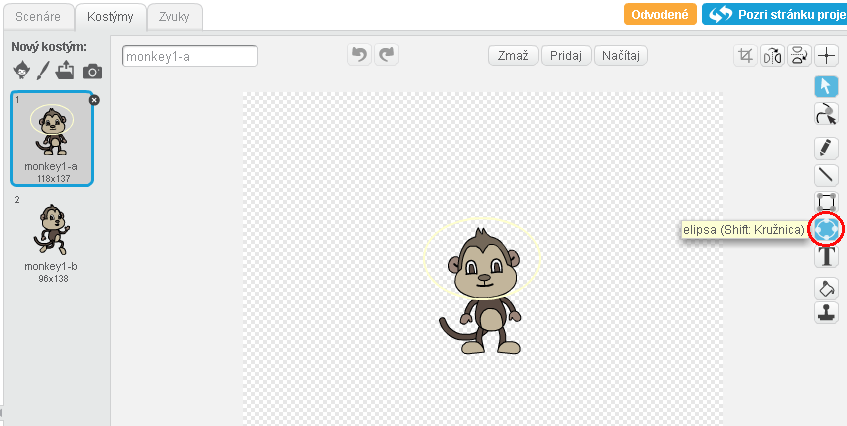 Scenáre
Kostýmy
Zvuky
Odvodené
Pozri stránku proje
Nový kostým:
monkey1-a
Zmaž
Pridaj
Načítaj
1
monkey1-a
118x137
2
monkey1-b
96x138
elipsa (Shift: Kružnica)
T